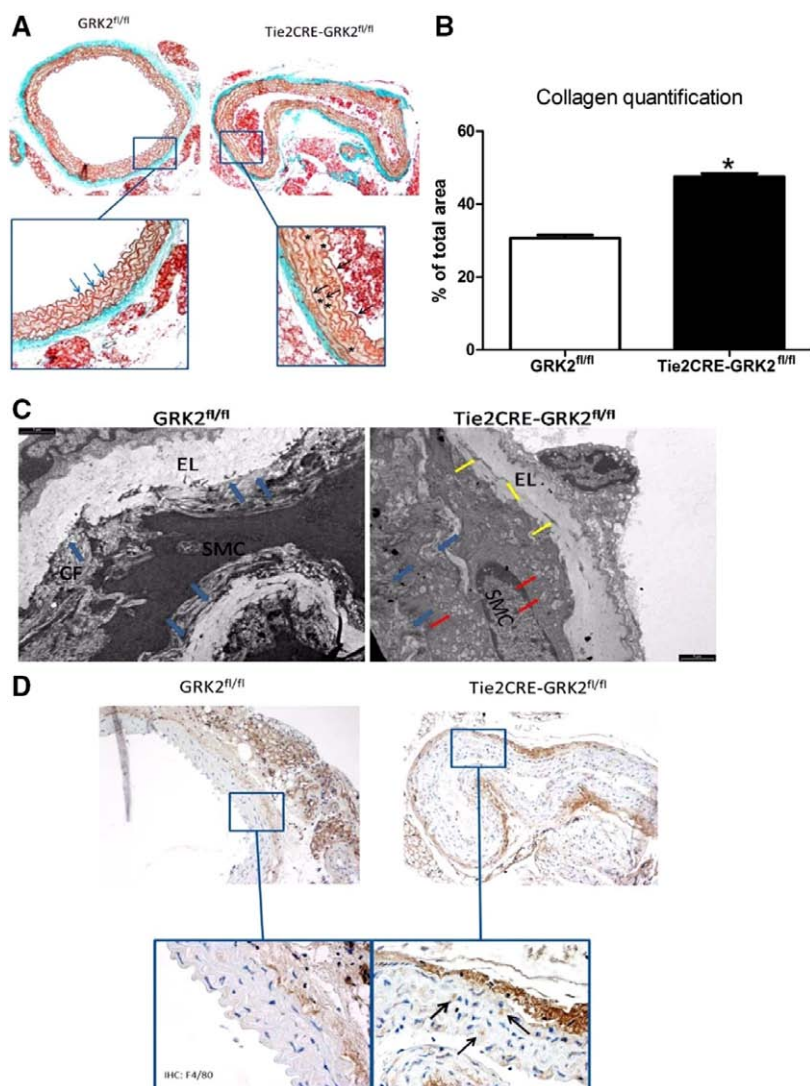 A
GRK2fl/fl
Tie2CRE-GRK2fl/fl
* *
*
* *
*
B
Collagen quantification
% of total area
60
40
20
0
*
GRK2fl/fl
Tie2CRE-GRK2fl/fl
C
GRK2fl/fl
Tie2CRE-GRK2fl/fl
EL
SMC
CF
EL
SMC
D
GRK2fl/fl
Tie2CRE-GRK2fl/fl
IHC: F4/80